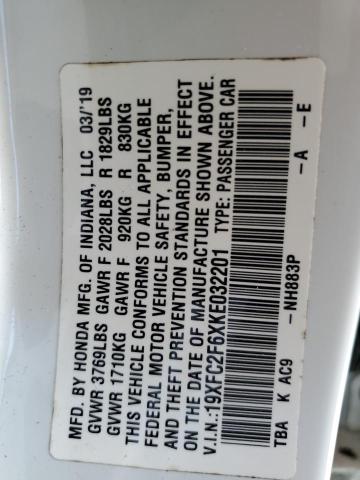 MFD. BY HONDA MFG. OF INDIANA, LLC 03/'19
GVWR 3769LBS GAWR F 2028LBS R 1829LBS
GVWR 1710KG GAWR F 920KG R 830KG
THIS VEHICLE CONFORMS TO ALL APPLICABLE
FEDERAL MOTOR VEHICLE SAFETY, BUMPER,
AND THEFT PREVENTION STANDARDS IN EFFECT
ON THE DATE OF MANUFACTURE SHOWN ABOVE.
V.I.N.:19XFC2F6XKE032201 TYPE: PASSENGER CAR
-NH883P -A -E
TBA K AC9